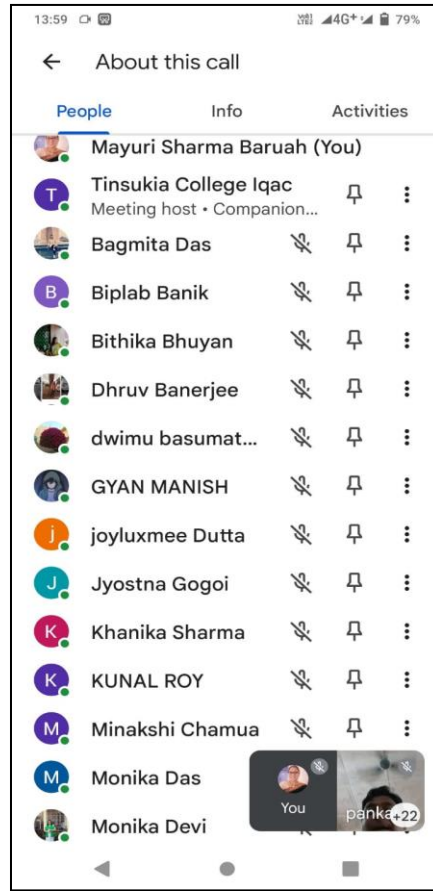 13:59 4G+ 79%
About this call
People Info Activities
Mayuri Sharma Baruah (You)
T Tinsukia College Iqac
Meeting host • Companion...
Bagmita Das
B Biplab Banik
Bithika Bhuyan
Dhruv Banerjee
dwimu basumat...
GYAN MANISH
j joyluxmee Dutta
J Jyostna Gogoi
K Khanika Sharma
K KUNAL ROY
M Minakshi Chamua
M Monika Das
You panka +22
Monika Devi